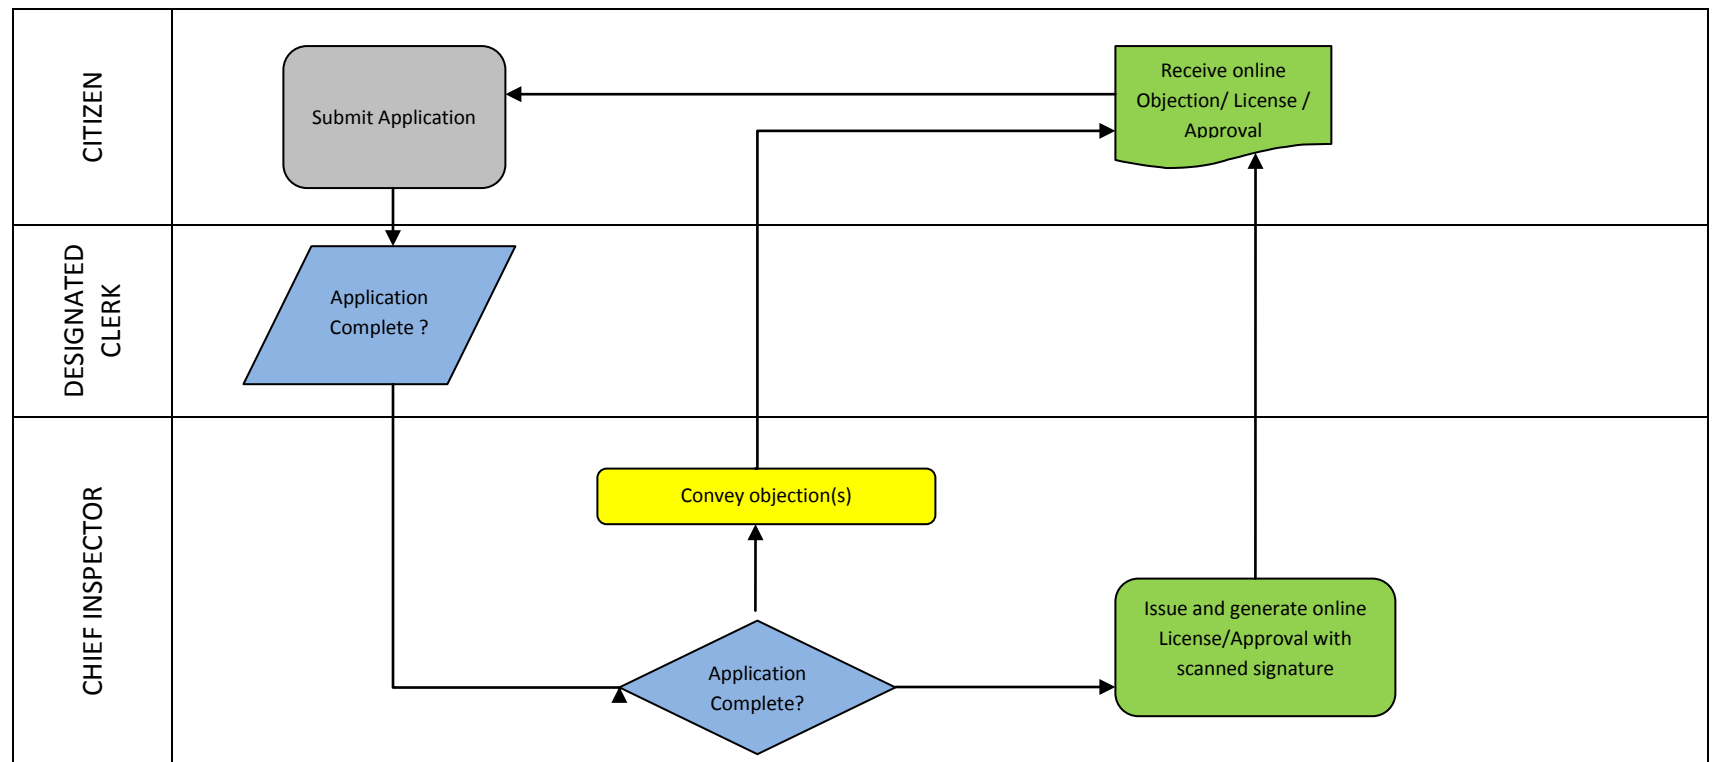 CITIZEN
Submit Application
Receive online
Objection/ License /
Approval
DESIGNATED
CLERK
Application
Complete ?
CHIEF INSPECTOR
Convey objection(s)
Application
Complete?
Issue and generate online
License/Approval with
scanned signature